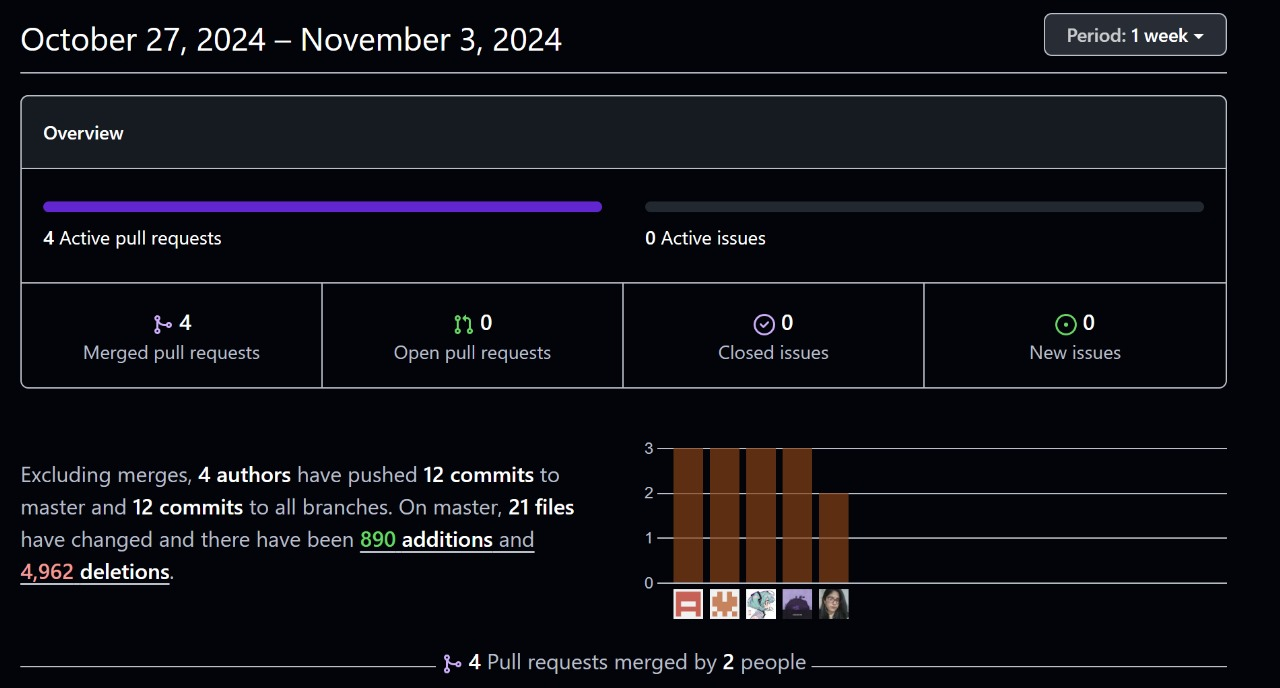 October 27, 2024 – November 3, 2024
Period: 1 week
Overview
4 Active pull requests
0 Active issues
4
Merged pull requests
0
Open pull requests
0
Closed issues
0
New issues
Excluding merges, 4 authors have pushed 12 commits to
master and 12 commits to all branches. On master, 21 files
have changed and there have been 890 additions and
4,962 deletions.
3
2
1
0
4 Pull requests merged by 2 people